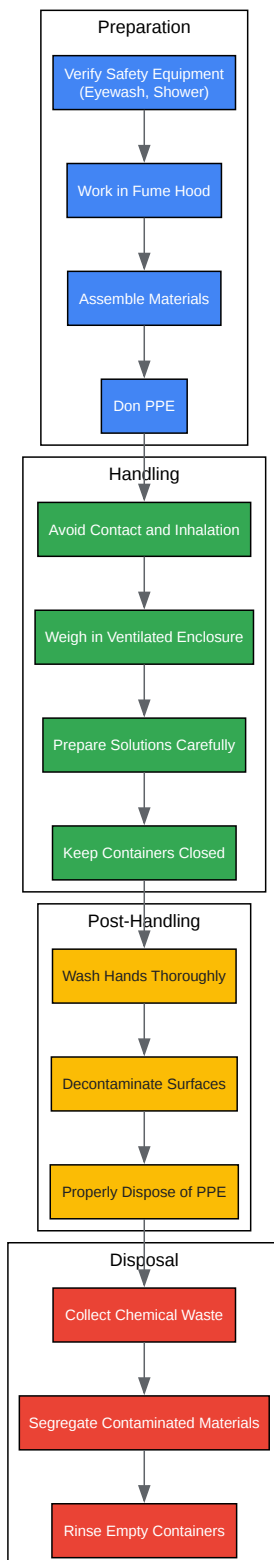 Preparation
Verify Safety Equipment
(Eyewash, Shower)
Work in Fume Hood
Assemble Materials
Don PPE
Handling
Avoid Contact and Inhalation
Weigh in Ventilated Enclosure
Prepare Solutions Carefully
Keep Containers Closed
Post-Handling
Wash Hands Thoroughly
Decontaminate Surfaces
Properly Dispose of PPE
Disposal
Collect Chemical Waste
Segregate Contaminated Materials
Rinse Empty Containers